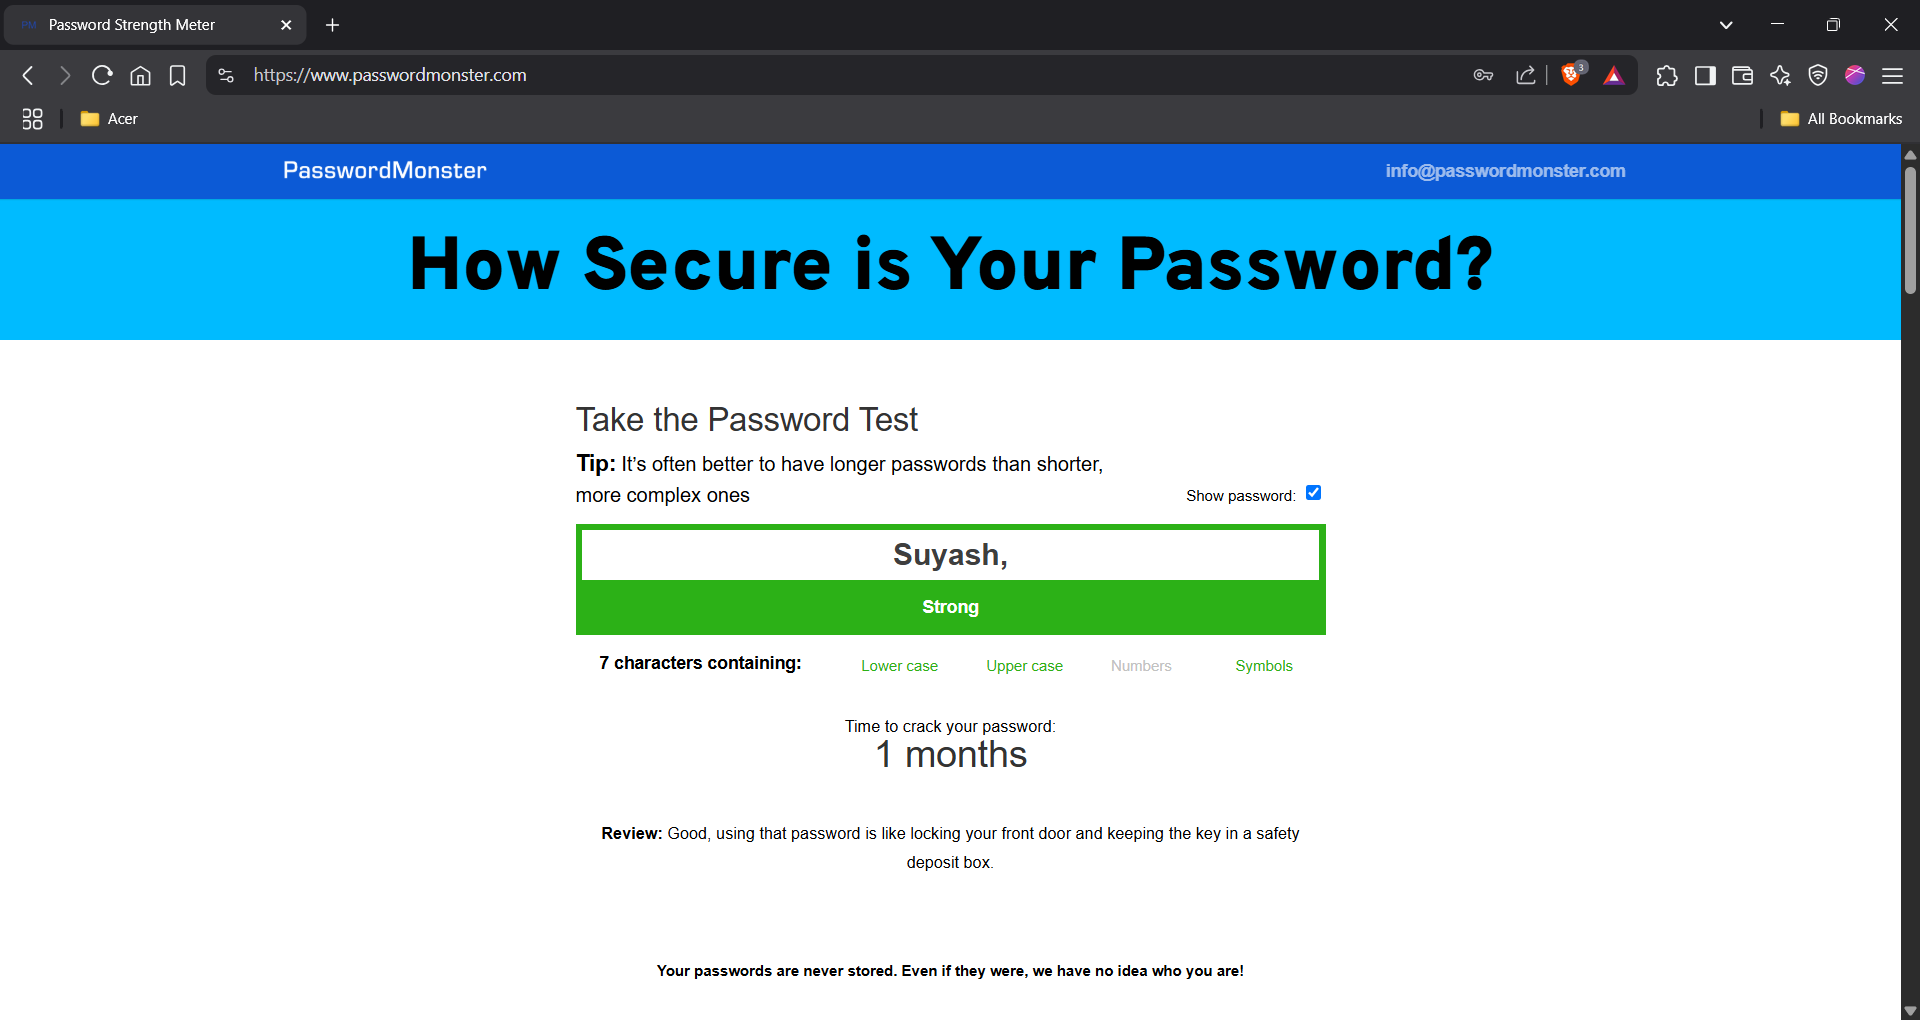 Password Strength Meter
https://www.passwordmonster.com
3
Acer
All Bookmarks
PasswordMonster
info@passwordmonster.com
How Secure is Your Password?
Take the Password Test
Tip: It's often better to have longer passwords than shorter,
more complex ones
Show password:
Suyash,
Strong
7 characters containing:
Lower case
Upper case
Numbers
Symbols
Time to crack your password:
1 months
Review: Good, using that password is like locking your front door and keeping the key in a safety
deposit box.
Your passwords are never stored. Even if they were, we have no idea who you are!